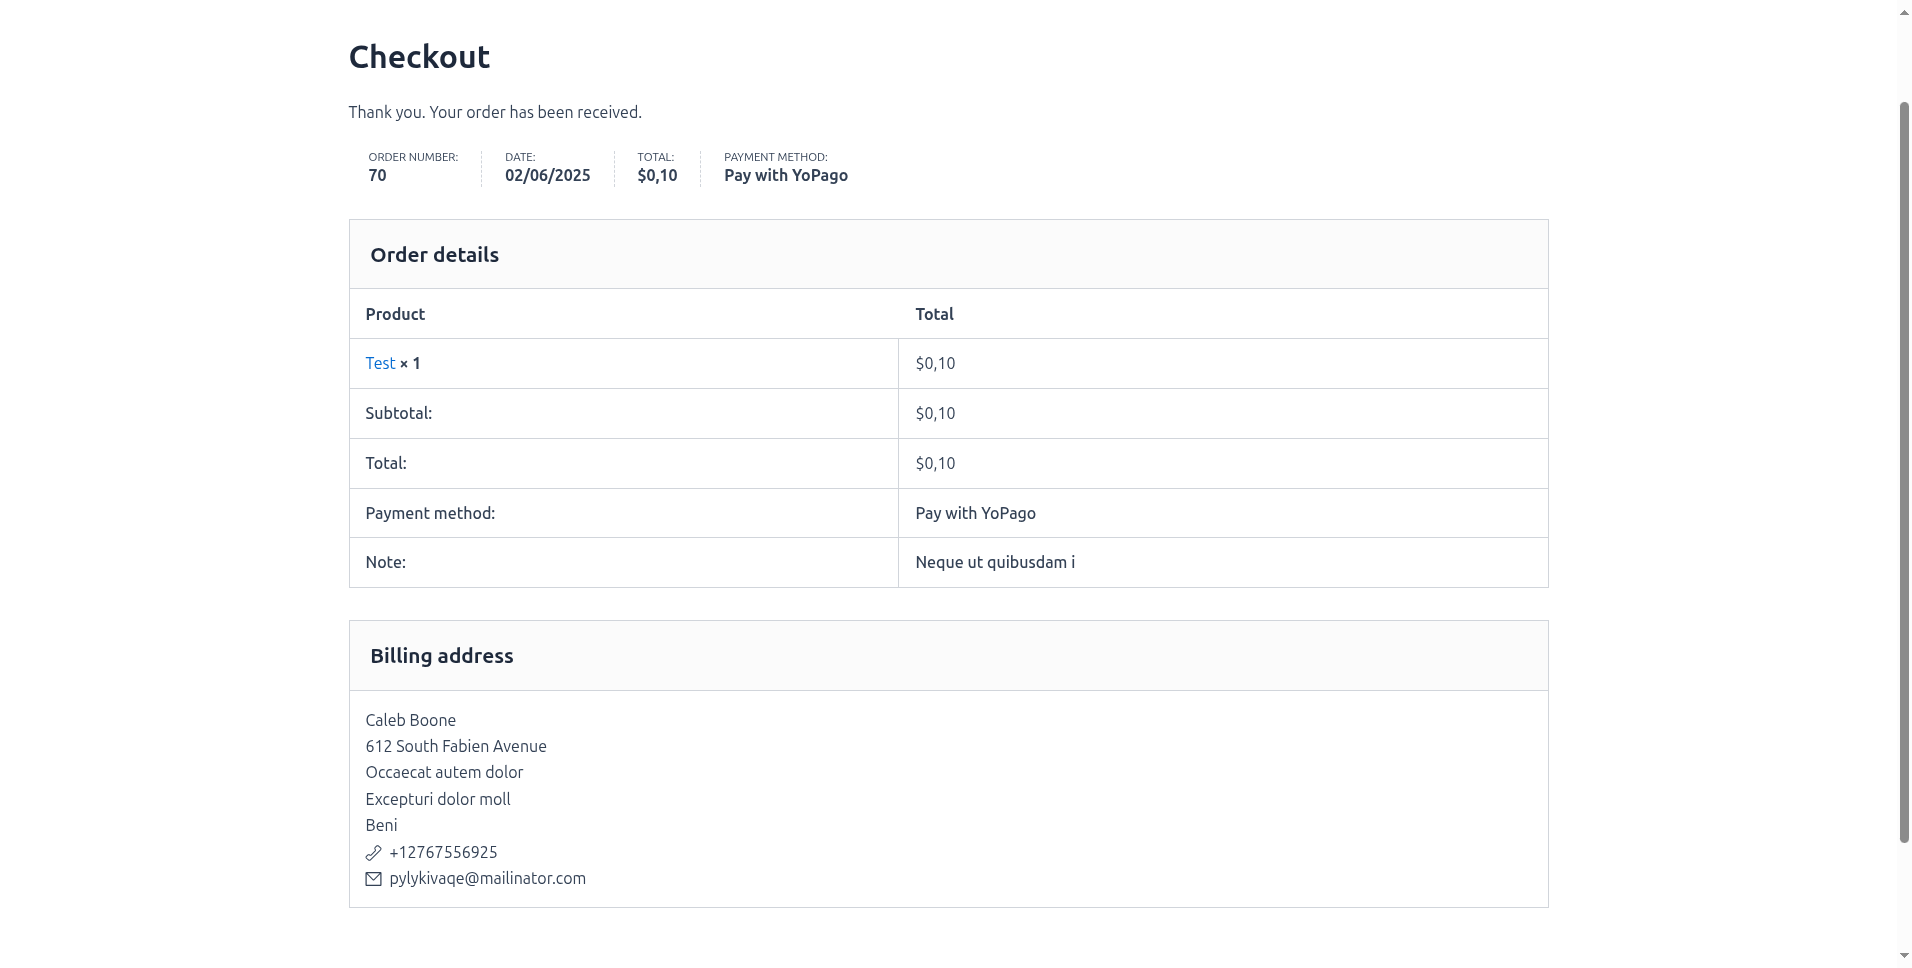 Checkout
Thank you. Your order has been received.
ORDER NUMBER:
70
DATE:
02/06/2025
TOTAL:
$0,10
PAYMENT METHOD:
Pay with YoPago
Order details
Product Total
Test × 1 $0,10
Subtotal: $0,10
Total: $0,10
Payment method: Pay with YoPago
Note: Neque ut quibusdam i
Billing address
Caleb Boone
612 South Fabien Avenue
Occaecat autem dolor
Excepturi dolor moll
Beni
+12767556925
pylykivaqe@mailinator.com